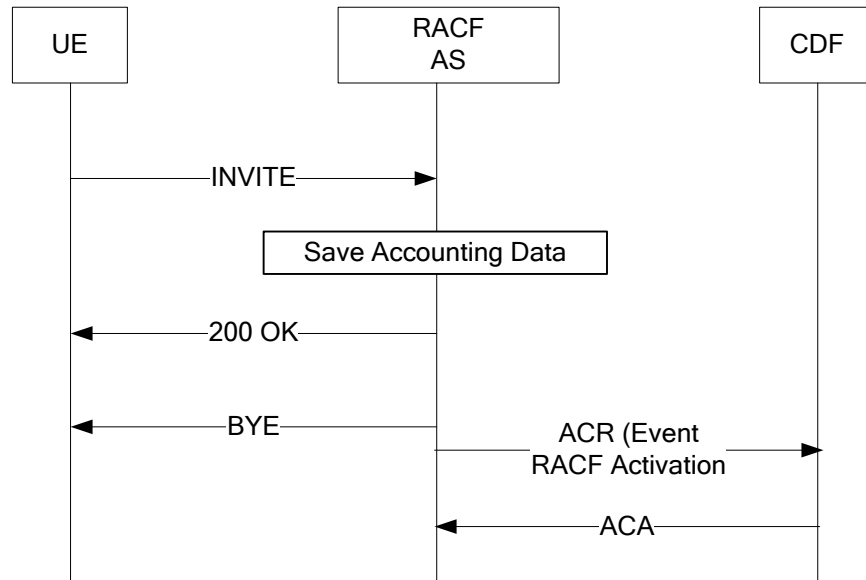 UE
RACF
AS
CDF
INVITE
Save Accounting Data
200 OK
BYE
ACR (Event
RACF Activation
ACA